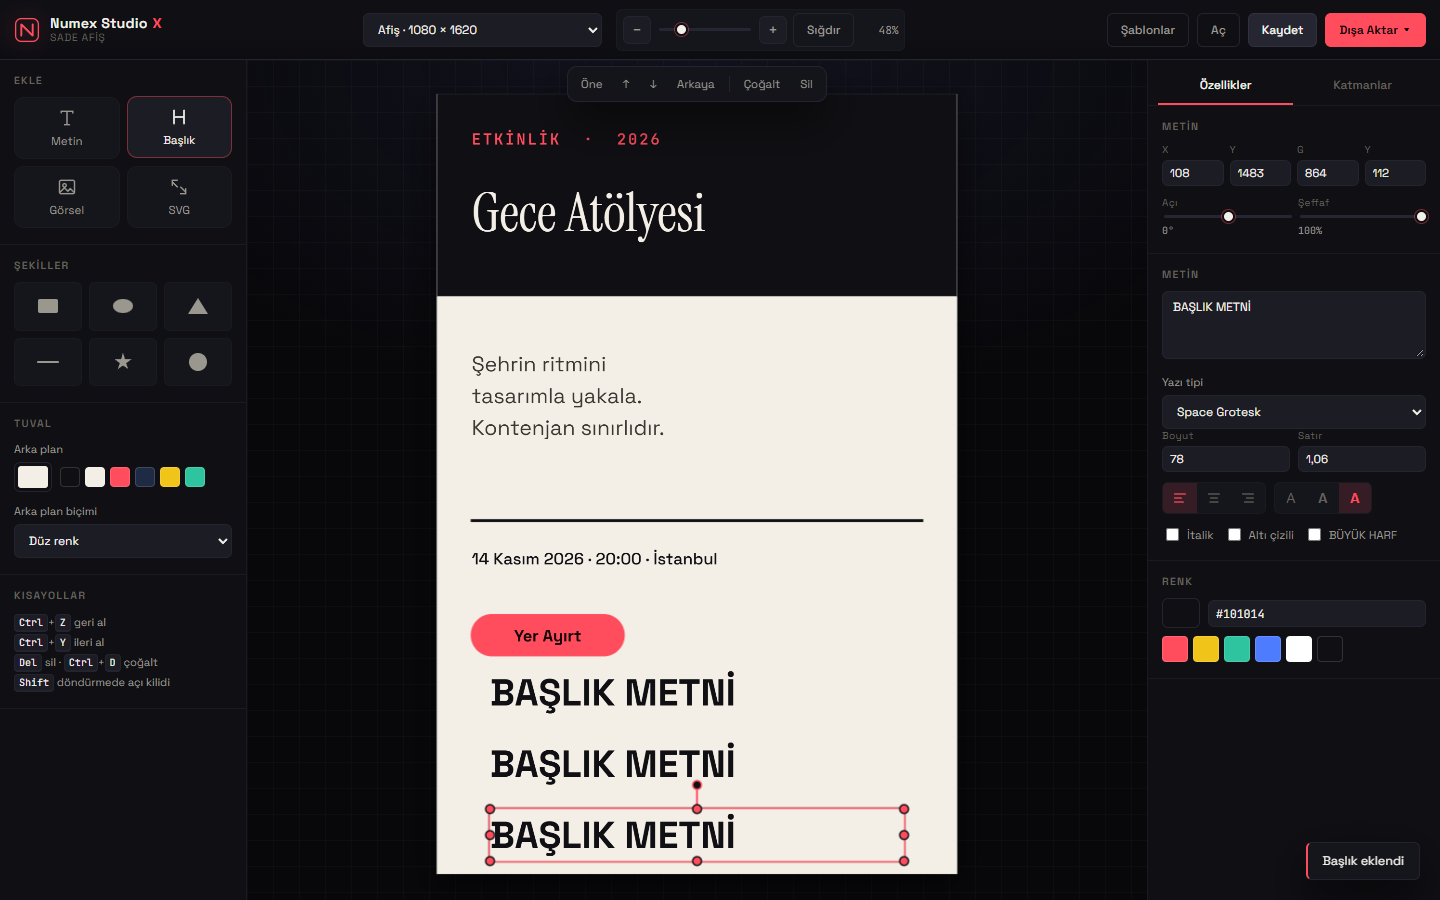 Numex Studio X
SADE AFİŞ
Afiş · 1080 × 1620
−
+
Sığdır
48%
Şablonlar
Aç
Kaydet
Dışa Aktar
EKLE
Metin
Başlık
Görsel
SVG
ŞEKİLLER
TUVAL
Arka plan
Arka plan biçimi
Düz renk
KISAYOLLAR
Ctrl + Z geri al
Ctrl + Y ileri al
Del sil · Ctrl + D çoğalt
Shift döndürmede açı kilidi
Öne ↑ ↓ Arkaya Çoğalt Sil
ETKİNLİK · 2026
Gece Atölyesi
Şehrin ritmini
tasarımla yakala.
Kontenjan sınırlıdır.
14 Kasım 2026 · 20:00 · İstanbul
Yer Ayırt
BAŞLIK METNİ
BAŞLIK METNİ
BAŞLIK METNİ
Özellikler
Katmanlar
METİN
X Y G Y
108 1483 864 112
Açı Şeffaf
0° 100%
METİN
BAŞLIK METNİ
Yazı tipi
Space Grotesk
Boyut Satır
78 1,06
A A A
İtalik Altı çizili BÜYÜK HARF
RENK
#101014
Başlık eklendi